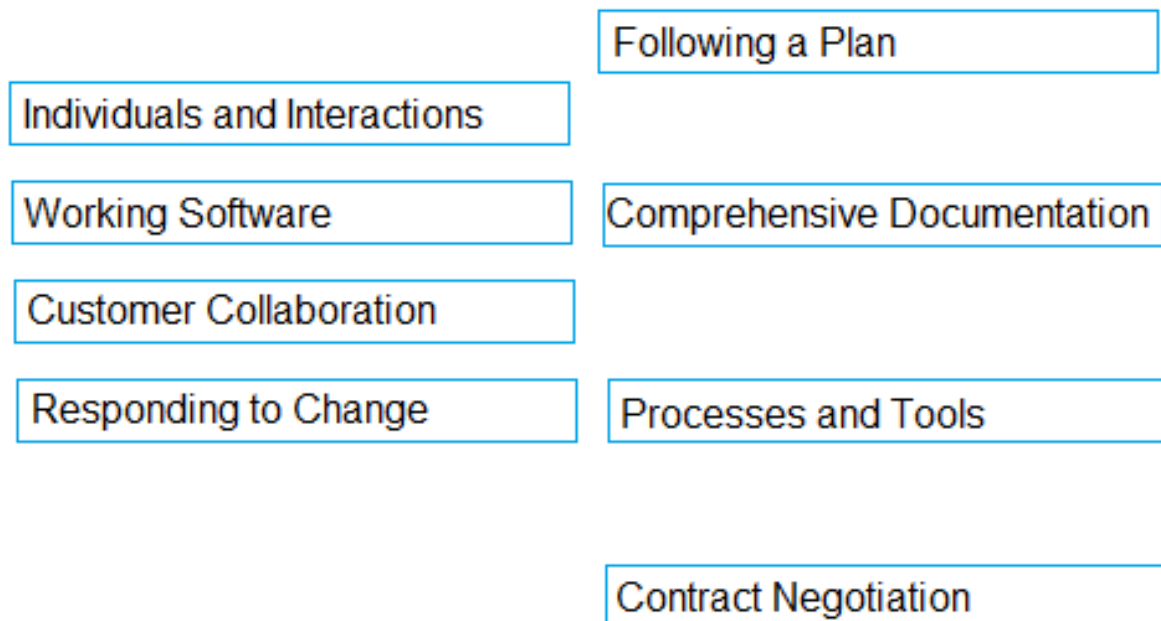 Following a Plan
Individuals and Interactions
Working Software
Comprehensive Documentation
Customer Collaboration
Responding to Change
Processes and Tools
Contract Negotiation